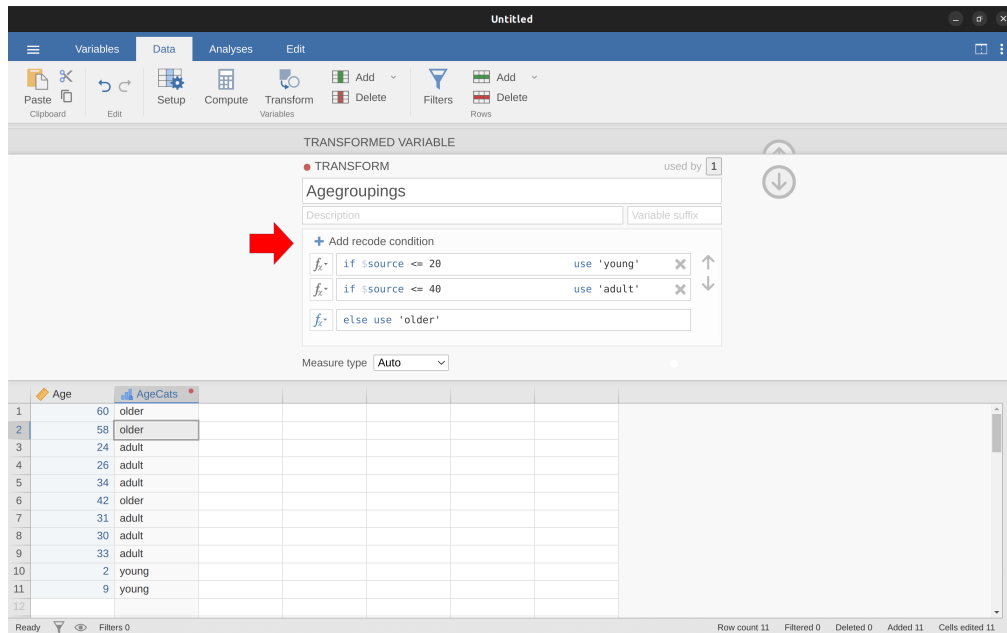 Untitled
Variables Data Analyses Edit
Paste Setup Compute Transform Add Delete Filters Add Delete
Clipboard Edit Variables Rows
TRANSFORMED VARIABLE
TRANSFORM used by 1
Agegroupings
Description Variable suffix
Add recode condition
fx if $source <= 20 use 'young'
fx if $source <= 40 use 'adult'
fx else use 'older'
Measure type Auto
Age AgeCats
1 60 older
2 58 older
3 24 adult
4 26 adult
5 34 adult
6 42 older
7 31 adult
8 30 adult
9 33 adult
10 2 young
11 9 young
12
Ready Filters 0 Row count 11 Filtered 0 Deleted 0 Added 11 Cells edited 11